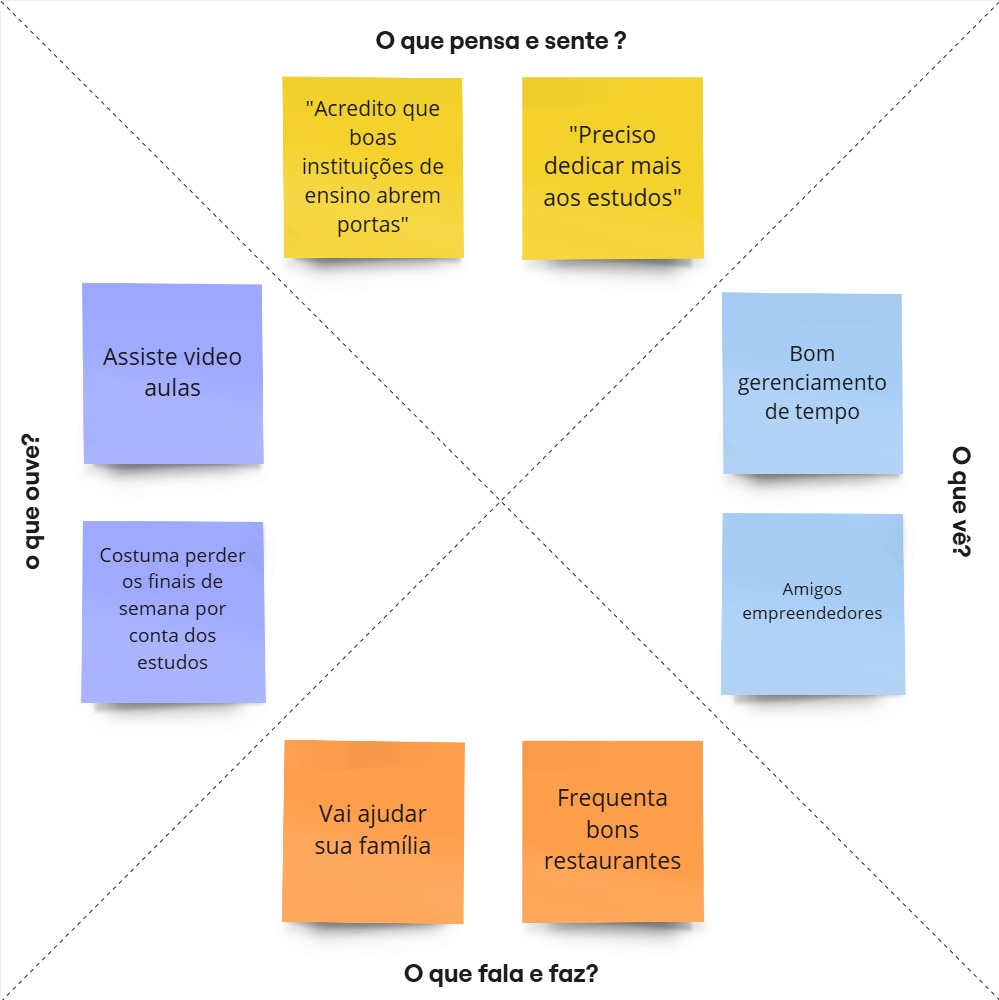 O que pensa e sente ?
"Acredito que
boas
instituições de
ensino abrem
portas"
"Preciso
dedicar mais
aos estudos"
Assiste video
aulas
Bom
gerenciamento
de tempo
o que ouve?
O que vê?
Costuma perder
os finais de
semana por
conta dos
estudos
Amigos
empreendedores
Vai ajudar
sua família
Frequenta
bons
restaurantes
O que fala e faz?